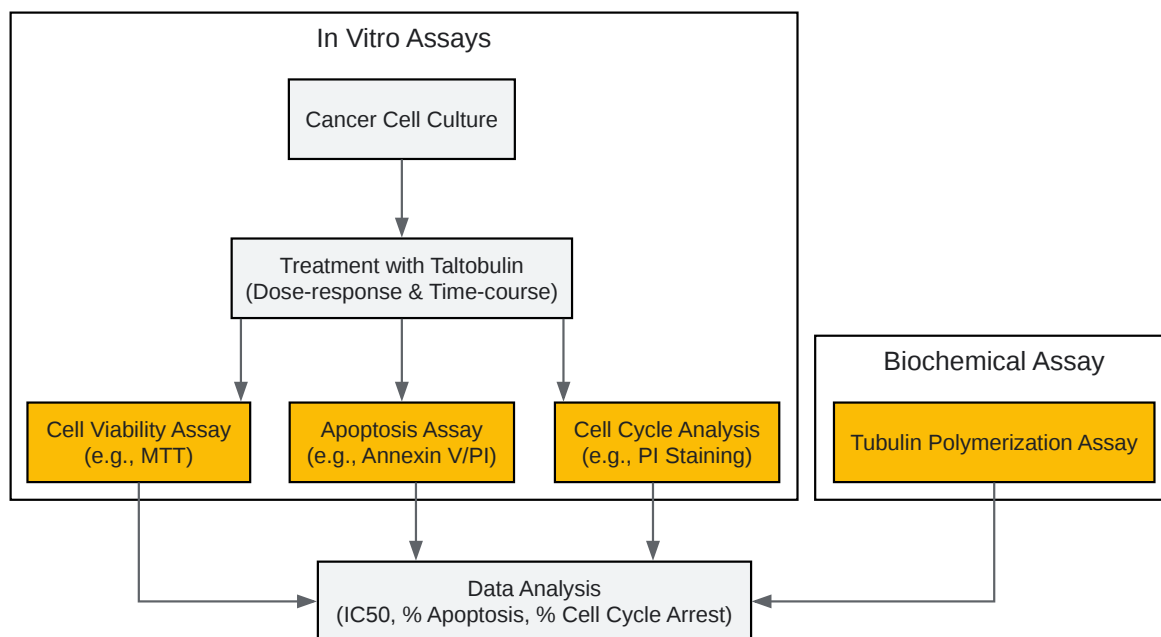 In Vitro Assays
Cancer Cell Culture
Treatment with Taltobulin
(Dose-response & Time-course)
Cell Viability Assay
(e.g., MTT)
Apoptosis Assay
(e.g., Annexin V/PI)
Cell Cycle Analysis
(e.g., PI Staining)
Biochemical Assay
Tubulin Polymerization Assay
Data Analysis
(IC50, % Apoptosis, % Cell Cycle Arrest)